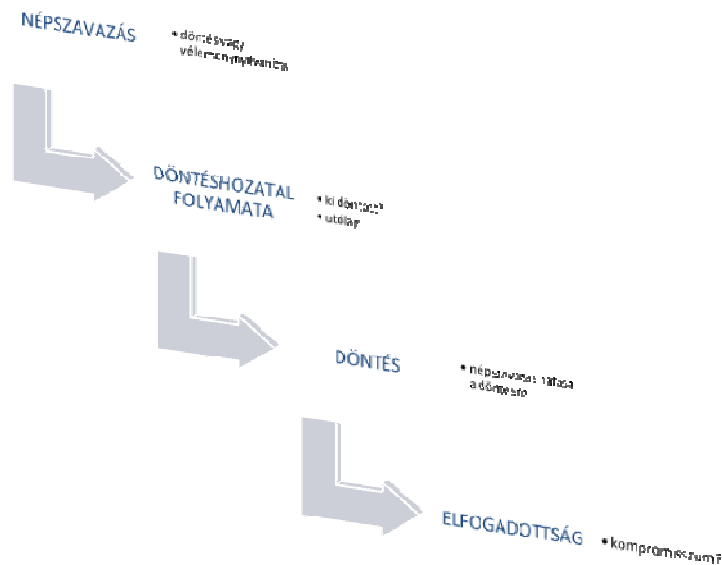 NÉPSZAVAZÁS
• döntés vagy
véleménynyilvánítás
DÖNTÉSHOZATAL
FOLYAMATA
• ki dönt
• utólag
DÖNTÉS
• népszavazás hatása
a döntésre
ELFOGADOTTSÁG
• kompromisszum?